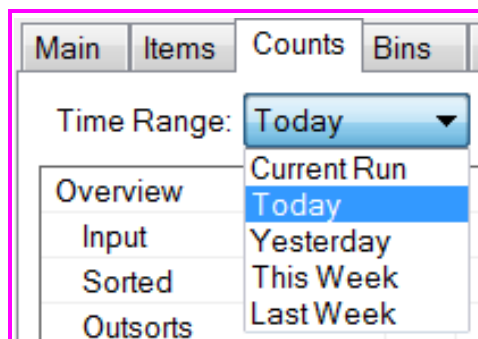 Main Items Counts Bins
Time Range: Today
Current Run
Overview
Today
Input
Yesterday
Sorted
This Week
Outsorts
Last Week